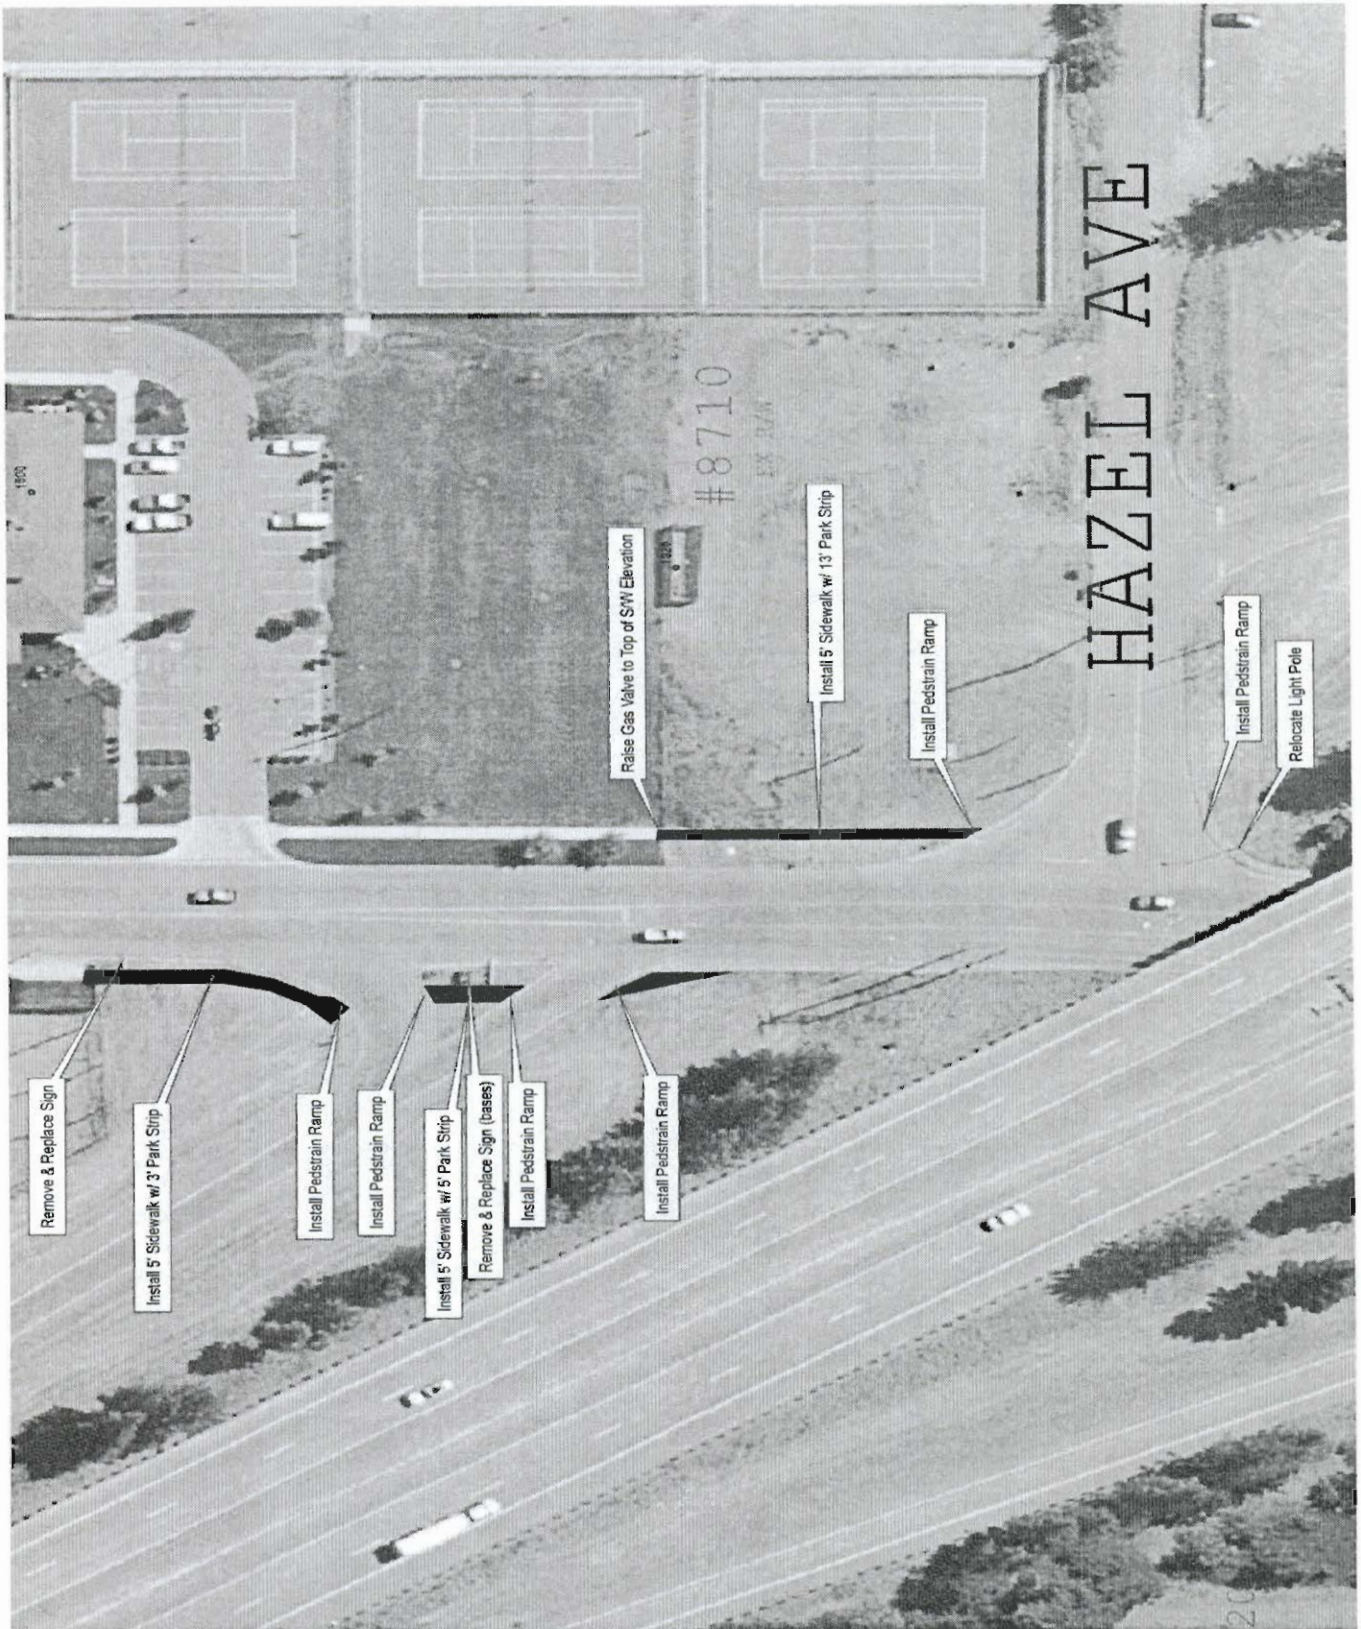 1500
#8710
EX R/W
Raise Gas Valve to Top of S/W Elevation
Install 5' Sidewalk w/ 13' Park Strip
Install Pedstrain Ramp
HAZEL AVE
Install Pedstrain Ramp
Relocate Light Pole
Remove & Replace Sign
Install 5' Sidewalk w/ 3' Park Strip
Install Pedstrain Ramp
Install Pedstrain Ramp
Install 5' Sidewalk w/ 5' Park Strip
Remove & Replace Sign (bases)
Install Pedstrain Ramp
Install Pedstrain Ramp